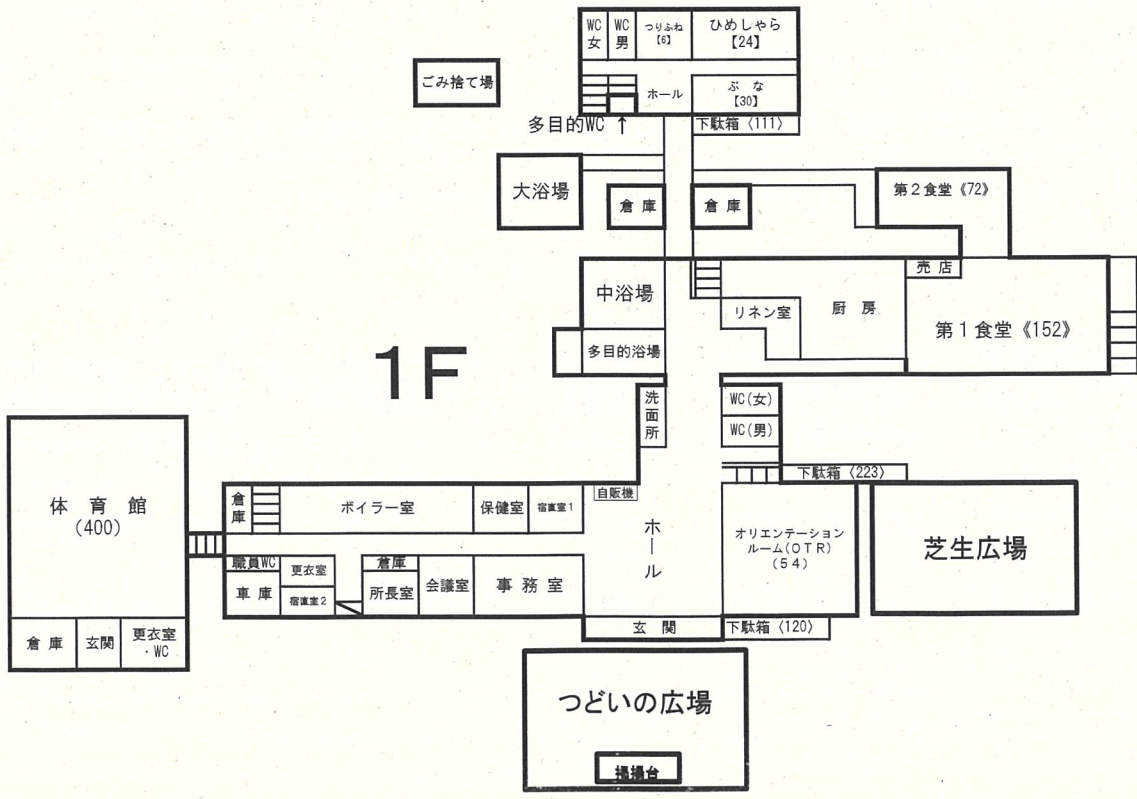 WC
女
WC
男
つりふね
【6】
ひめしゃら
【24】
ごみ捨て場
ホール
ぶ な
【30】
多目的WC ↑
下駄箱〈111〉
大浴場
倉 庫
倉 庫
第2食堂《72》
中浴場
売 店
リネン室
厨 房
第1食堂《152》
多目的浴場
1F
洗面所
WC(女)
WC(男)
下駄箱〈223〉
体 育 館
(400)
倉庫
ボイラー室
保健室
宿直室1
自販機
ホール
オリエンテーション
ルーム(OTR)
(54)
芝生広場
職員WC
更衣室
倉庫
車 庫
宿直室2
所長室
会議室
事 務 室
倉 庫
玄関
更衣室
・WC
玄 関
下駄箱〈120〉
つどいの広場
掲揚台